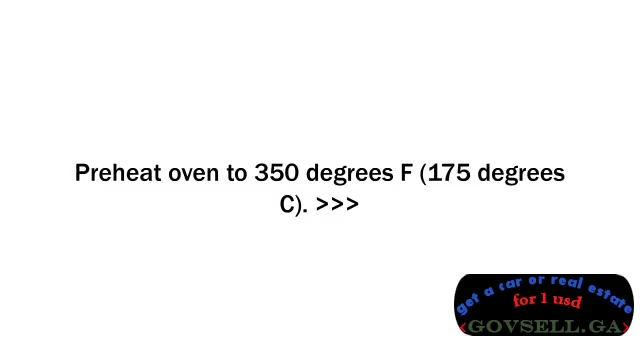 Preheat oven to 350 degrees F (175 degrees
C). >>>
get a car or real estate
for 1 usd
<GOVSELL.GA>